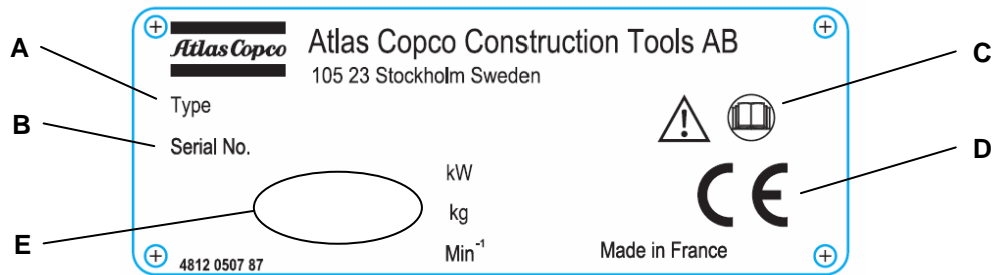 A
B
E
Atlas Copco
Atlas Copco Construction Tools AB
105 23 Stockholm Sweden
Type
Serial No.
kW
kg
Min⁻¹
4812 0507 87
Made in France
CE
C
D